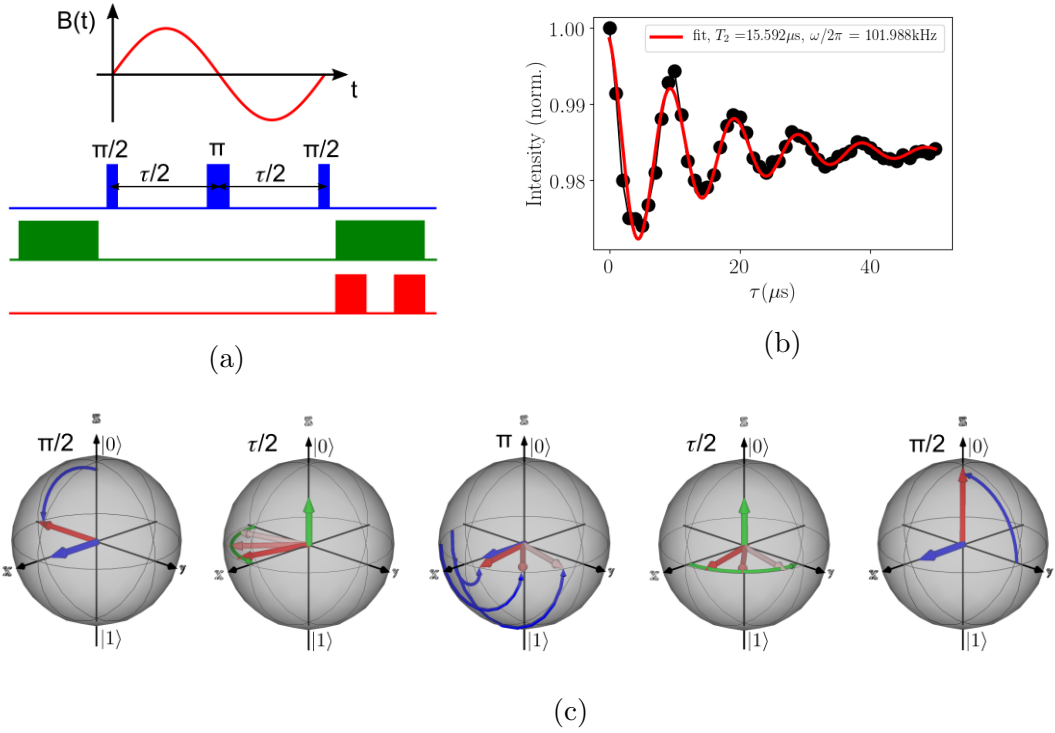 B(t)
t
π/2 π π/2
τ/2 τ/2
(a)
1.00
0.99
0.98
Intensity (norm.)
fit, T₂ =15.592μs, ω/2π = 101.988kHz
0 20 40
τ(μs)
(b)
π/2 z |0⟩ x y |1⟩
τ/2 z |0⟩ x y |1⟩
π z |0⟩ x y |1⟩
τ/2 z |0⟩ x y |1⟩
π/2 z |0⟩ x y |1⟩
(c)